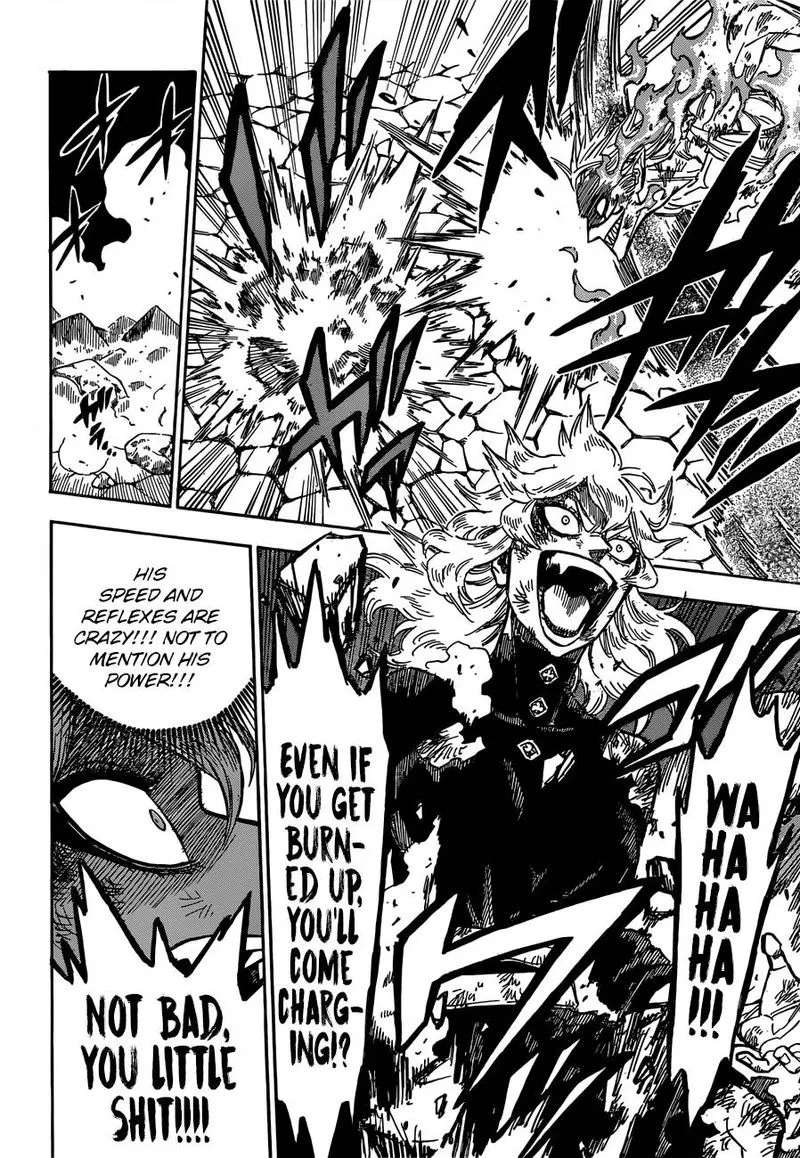 WA
HA
HA
HA!!!
EVEN IF
YOU GET
BURN-
ED UP,
YOU'LL
COME
CHARG-
ING!?
HIS
SPEED AND
REFLEXES ARE
CRAZY!!! NOT TO
MENTION HIS
POWER!!!
NOT BAD,
YOU LITTLE
SHIT!!!!